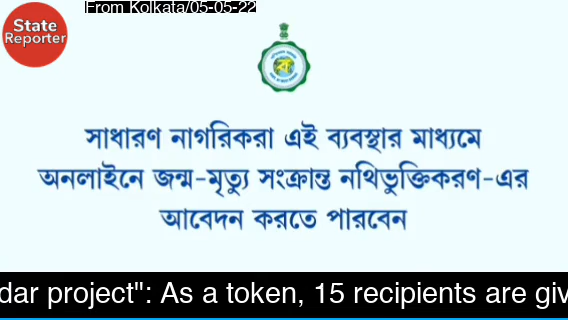 From Kolkata/05-05-22
State
Reporter
সাধারণ নাগরিকরা এই ব্যবস্থার মাধ্যমে
অনলাইনে জন্ম-মৃত্যু সংক্রান্ত নথিভুক্তিকরণ-এর
আবেদন করতে পারবেন
dar project": As a token, 15 recipients are giv